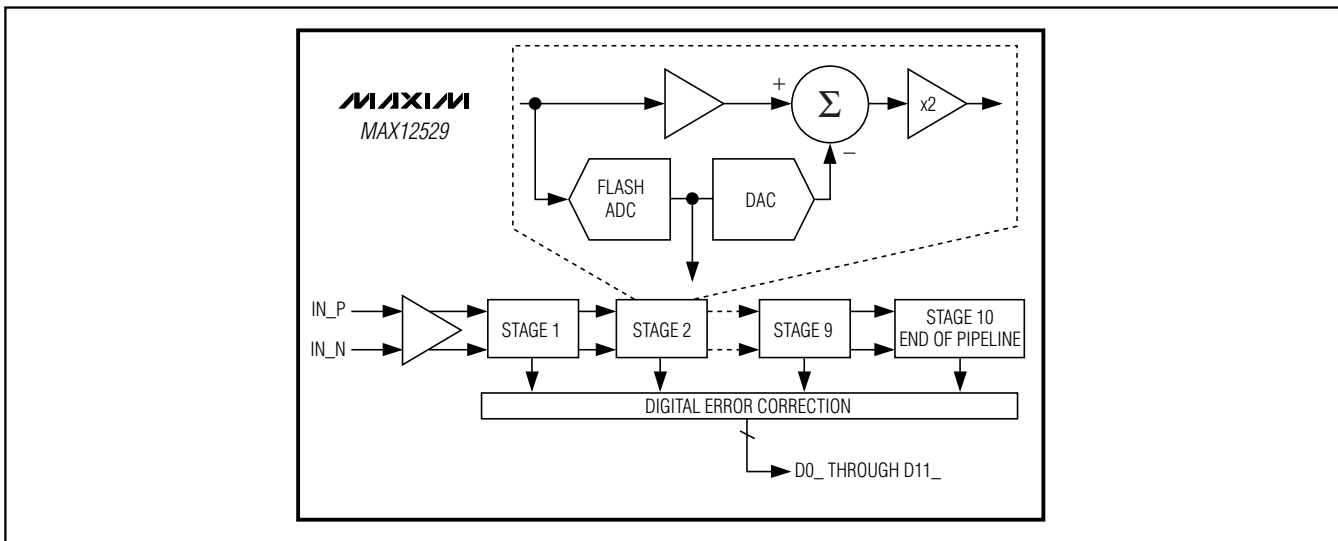 MAXIM
MAX12529
+
Σ
x2
−
FLASH
ADC
DAC
IN_P
IN_N
STAGE 1
STAGE 2
STAGE 9
STAGE 10
END OF PIPELINE
DIGITAL ERROR CORRECTION
D0_ THROUGH D11_